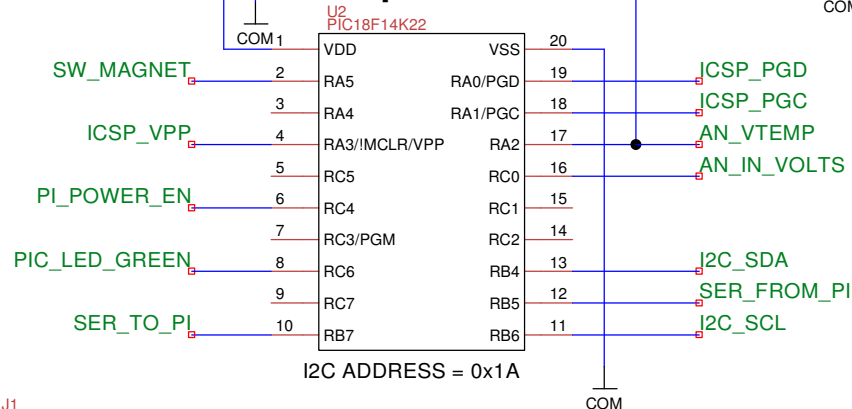 COM
U2
PIC18F14K22
COM 1 VDD VSS 20
SW_MAGNET 2 RA5 RA0/PGD 19 ICSP_PGD
3 RA4 RA1/PGC 18 ICSP_PGC
ICSP_VPP 4 RA3/!MCLR/VPP RA2 17 AN_VTEMP
5 RC5 RC0 16 AN_IN_VOLTS
PI_POWER_EN 6 RC4 RC1 15
7 RC3/PGM RC2 14
PIC_LED_GREEN 8 RC6 RB4 13 I2C_SDA
9 RC7 RB5 12 SER_FROM_PI
SER_TO_PI 10 RB7 RB6 11 I2C_SCL
I2C ADDRESS = 0x1A
J1
COM